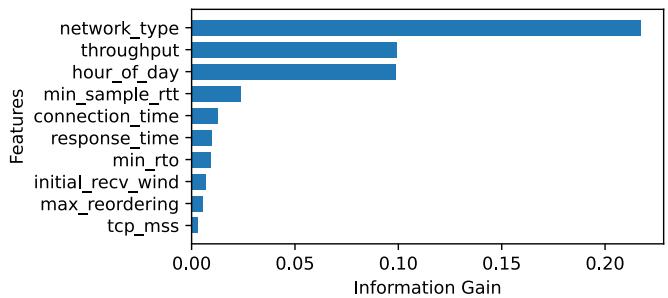 network_type
throughput
hour_of_day
min_sample_rtt
connection_time
response_time
min_rto
initial_recv_wind
max_reordering
tcp_mss
Features
0.00 0.05 0.10 0.15 0.20
Information Gain